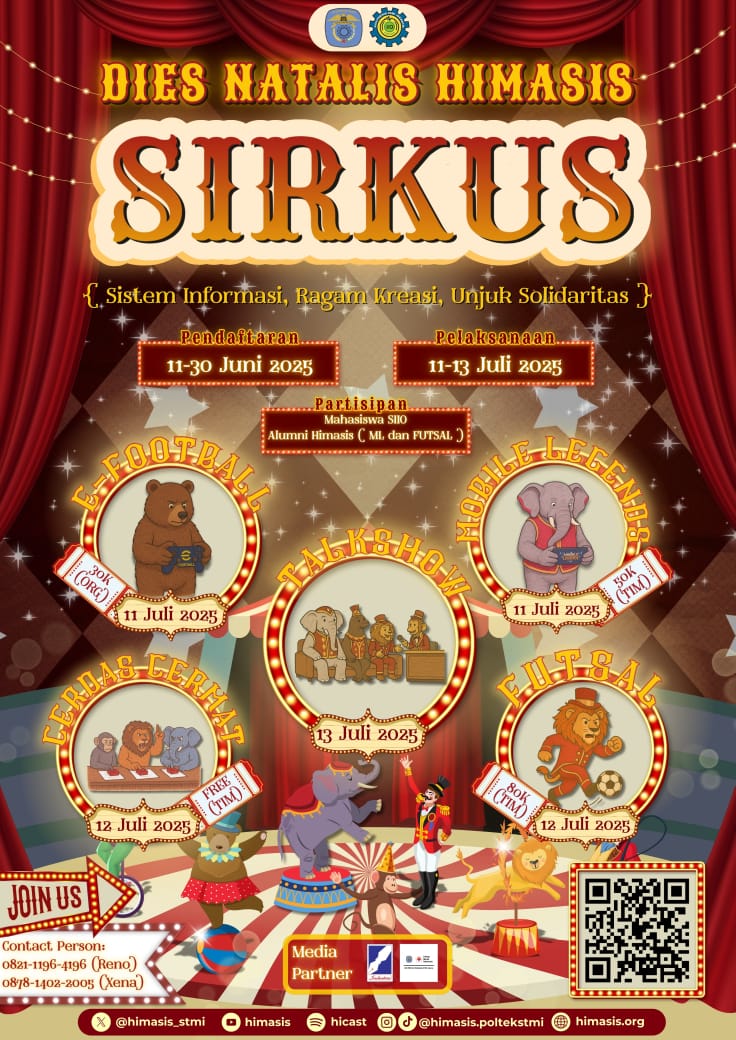 DIES NATALIS HIMASIS
SIRKUS
{ Sistem Informasi, Ragam Kreasi, Unjuk Solidaritas }
Pendaftaran
11-30 Juni 2025
Pelaksanaan
11-13 Juli 2025
Partisipan
Mahasiswa SIIO
Alumni Himasis ( ML dan FUTSAL )
E-FOOTBALL
30K
(ORG)
11 Juli 2025
MOBILE LEGENDS
50K
(TIM)
11 Juli 2025
TALKSHOW
13 Juli 2025
CERDAS CERMAT
FREE
(TIM)
12 Juli 2025
FUTSAL
80K
(TIM)
12 Juli 2025
JOIN US
Contact Person:
0821-1196-4196 (Reno)
0878-1402-2005 (Xena)
Media
Partner
@himasis_stmi
himasis
hicast
@himasis.poltekstmi
himasis.org